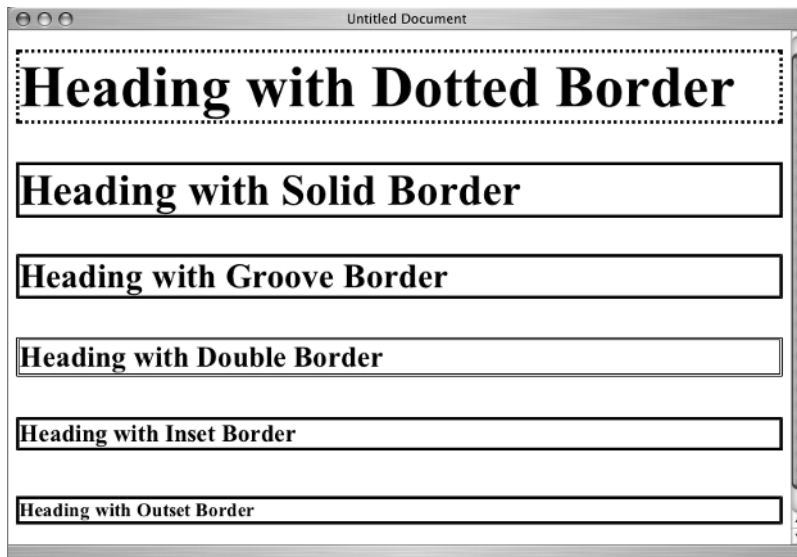 Untitled Document
Heading with Dotted Border
Heading with Solid Border
Heading with Groove Border
Heading with Double Border
Heading with Inset Border
Heading with Outset Border